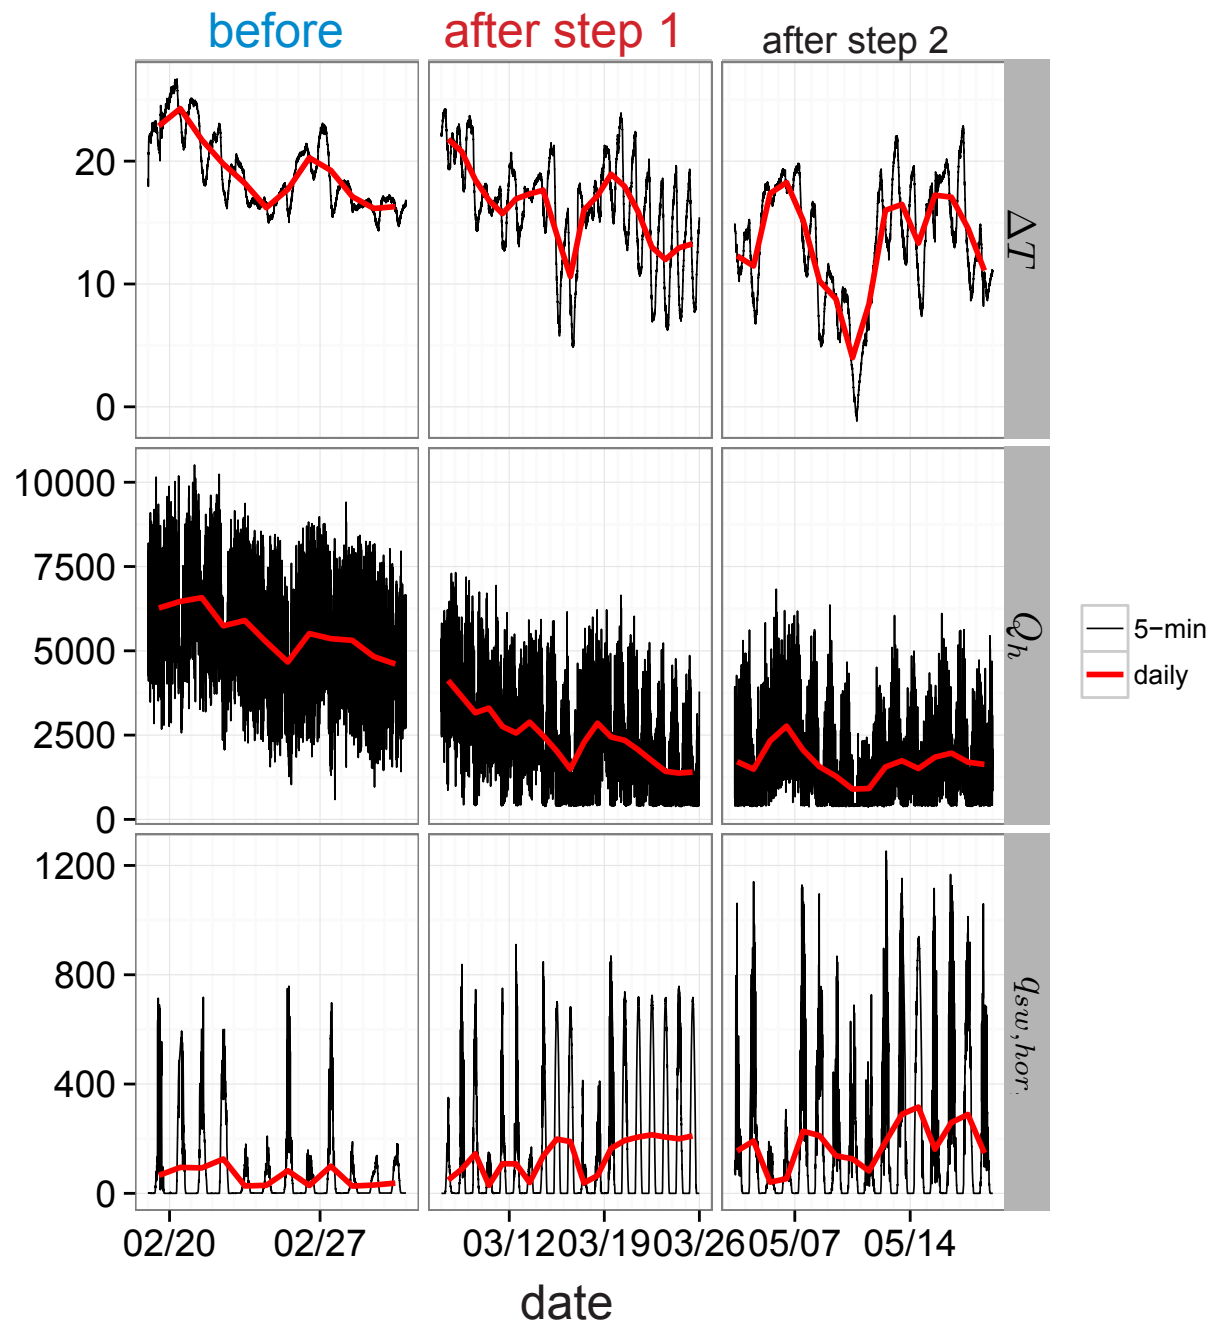 before after step 1 after step 2
20
10
0
ΔT
10000
7500
5000
2500
0
Q_h
5−min
daily
1200
800
400
0
q_{sw,hor}
02/20 02/27 03/12 03/19 03/26 05/07 05/14
date